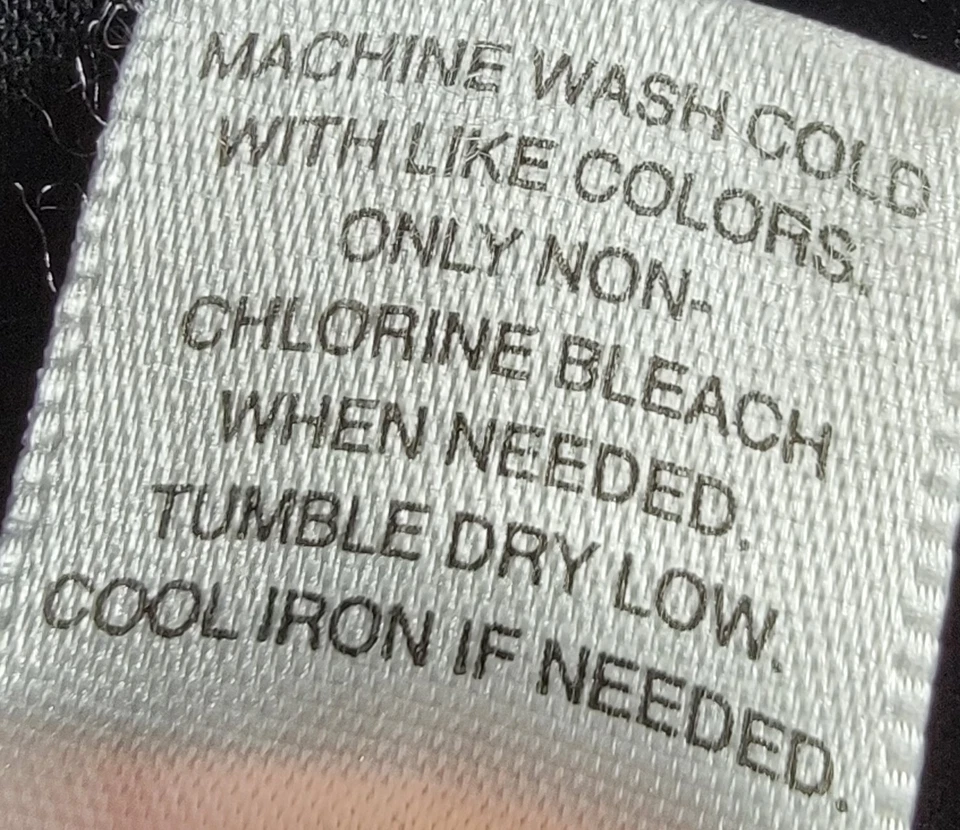 MACHINE WASH COLD
WITH LIKE COLORS.
ONLY NON-
CHLORINE BLEACH
WHEN NEEDED.
TUMBLE DRY LOW.
COOL IRON IF NEEDED.